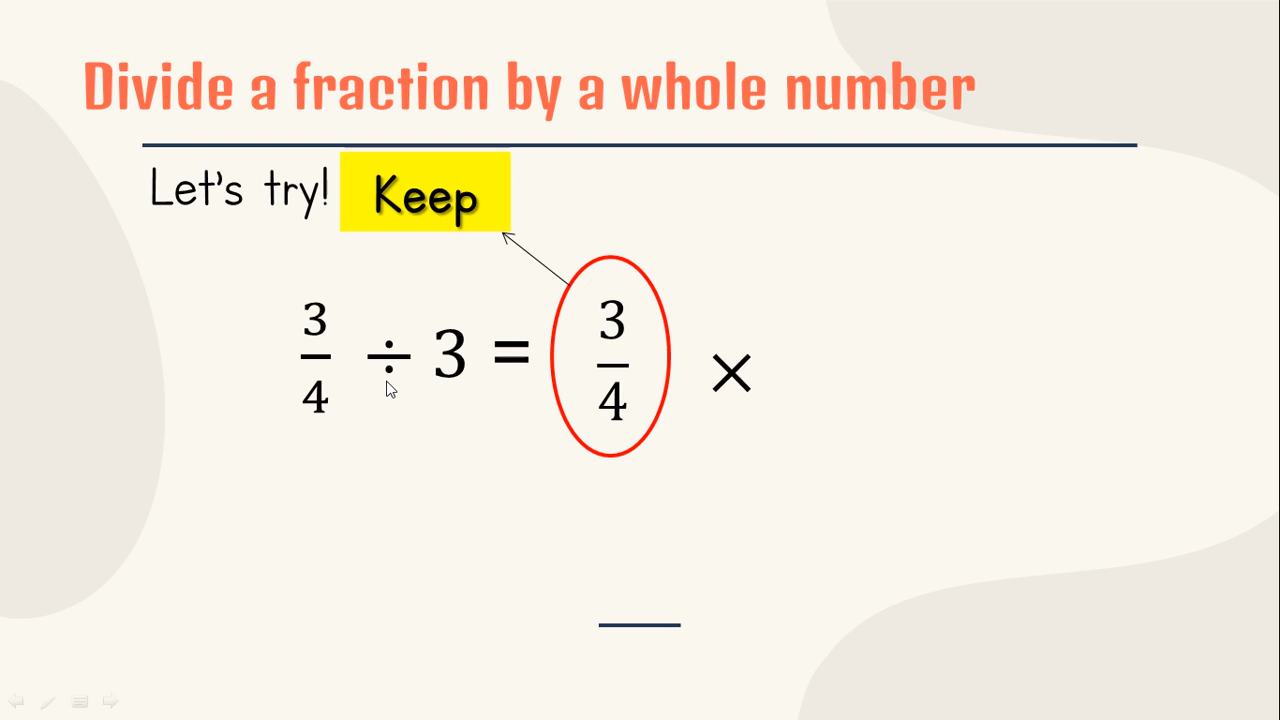 Divide a fraction by a whole number
Let's try! Keep
3/4 ÷ 3 = 3/4 ×